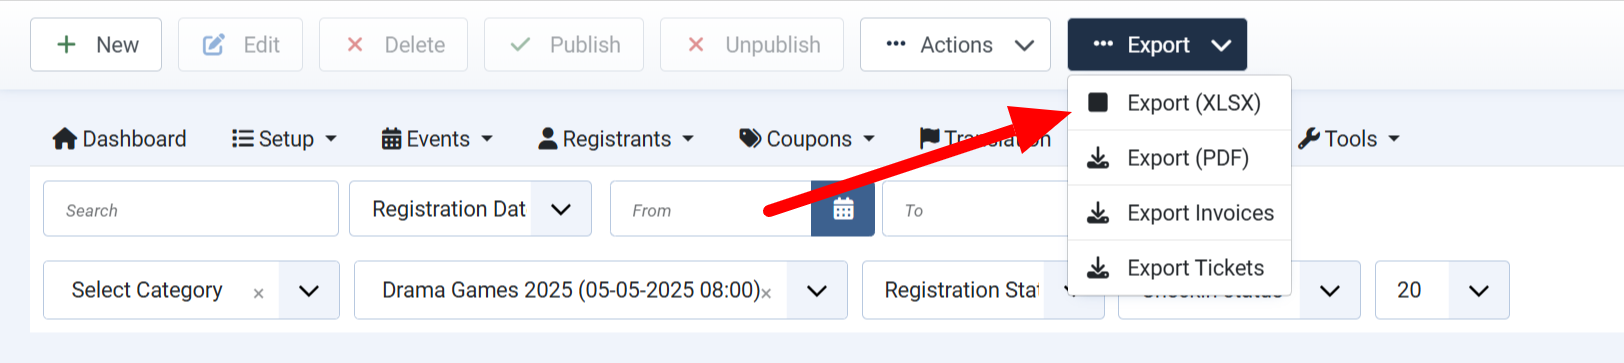 New Edit Delete Publish Unpublish ··· Actions ··· Export
Export (XLSX)
Dashboard Setup Events Registrants Coupons Translation Tools
Export (PDF)
Search Registration Dat From To
Export Invoices
Export Tickets
Select Category × Drama Games 2025 (05-05-2025 08:00)× Registration Stat 20